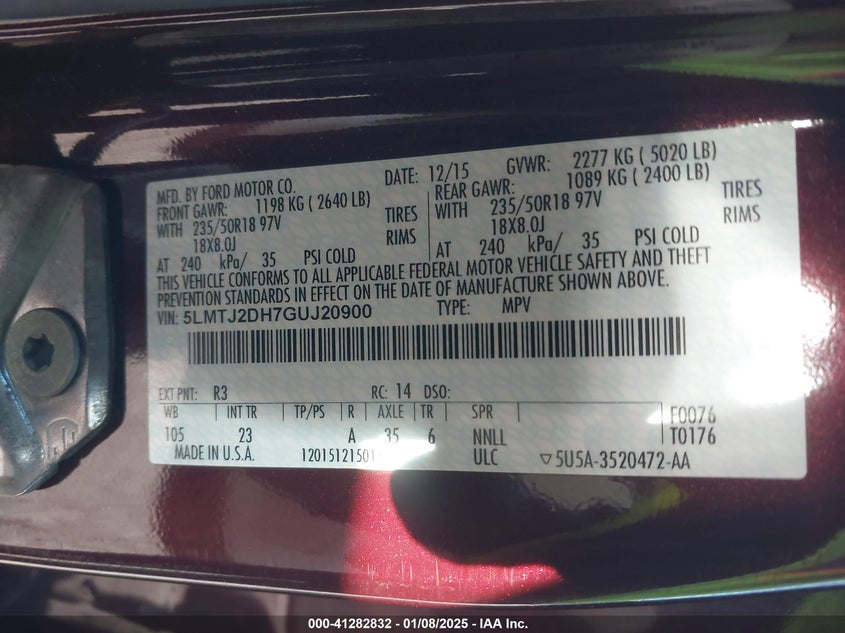 MFD. BY FORD MOTOR CO. DATE: 12/15 GVWR: 2277 KG ( 5020 LB)
FRONT GAWR: 1198 KG ( 2640 LB) REAR GAWR: 1089 KG ( 2400 LB)
WITH 235/50R18 97V TIRES WITH 235/50R18 97V TIRES
18X8.0J RIMS 18X8.0J RIMS
AT 240 kPa/ 35 PSI COLD AT 240 kPa/ 35 PSI COLD
THIS VEHICLE CONFORMS TO ALL APPLICABLE FEDERAL MOTOR VEHICLE SAFETY AND THEFT
PREVENTION STANDARDS IN EFFECT ON THE DATE OF MANUFACTURE SHOWN ABOVE.
VIN: 5LMTJ2DH7GUJ20900 TYPE: MPV
EXT PNT: R3 RC: 14 DSO:
WB INT TR TP/PS R AXLE TR SPR F0076
105 23 A 35 6 NNLL T0176
MADE IN U.S.A. ULC ▽5U5A-3520472-AA
000-41282832 - 01/08/2025 - IAA Inc.